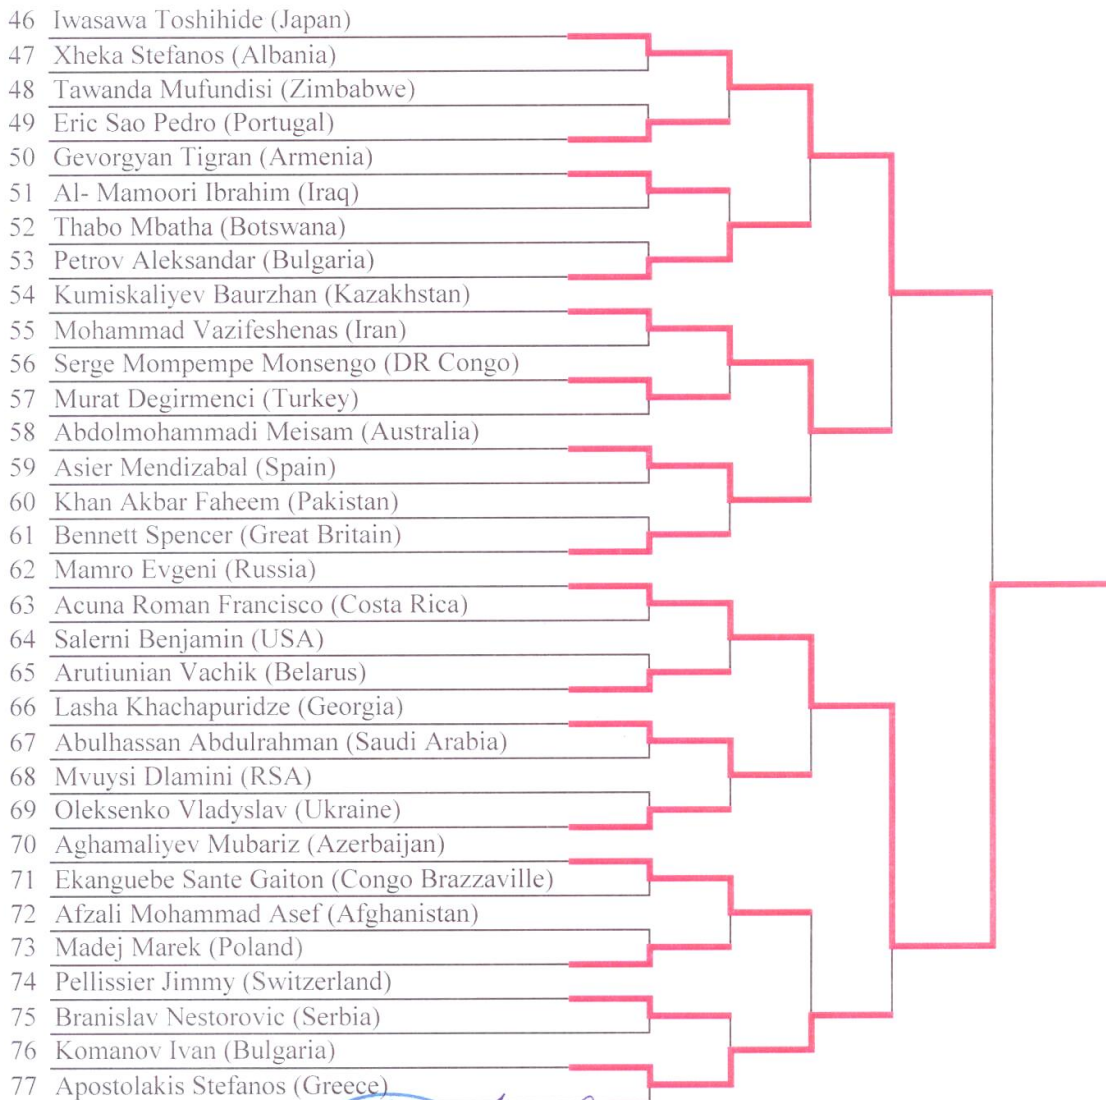 46 Iwasawa Toshihide (Japan)
47 Xheka Stefanos (Albania)
48 Tawanda Mufundisi (Zimbabwe)
49 Eric Sao Pedro (Portugal)
50 Gevorgyan Tigran (Armenia)
51 Al- Mamoori Ibrahim (Iraq)
52 Thabo Mbatha (Botswana)
53 Petrov Aleksandar (Bulgaria)
54 Kumiskaliyev Baurzhan (Kazakhstan)
55 Mohammad Vazifeshenas (Iran)
56 Serge Mompempe Monsengo (DR Congo)
57 Murat Degirmenci (Turkey)
58 Abdolmohammadi Meisam (Australia)
59 Asier Mendizabal (Spain)
60 Khan Akbar Faheem (Pakistan)
61 Bennett Spencer (Great Britain)
62 Mamro Evgeni (Russia)
63 Acuna Roman Francisco (Costa Rica)
64 Salerni Benjamin (USA)
65 Arutiunian Vachik (Belarus)
66 Lasha Khachapuridze (Georgia)
67 Abulhassan Abdulrahman (Saudi Arabia)
68 Mvuysi Dlamini (RSA)
69 Oleksenko Vladyslav (Ukraine)
70 Aghamaliyev Mubariz (Azerbaijan)
71 Ekanguebe Sante Gaiton (Congo Brazzaville)
72 Afzali Mohammad Asef (Afghanistan)
73 Madej Marek (Poland)
74 Pellissier Jimmy (Switzerland)
75 Branislav Nestorovic (Serbia)
76 Komanov Ivan (Bulgaria)
77 Apostolakis Stefanos (Greece)